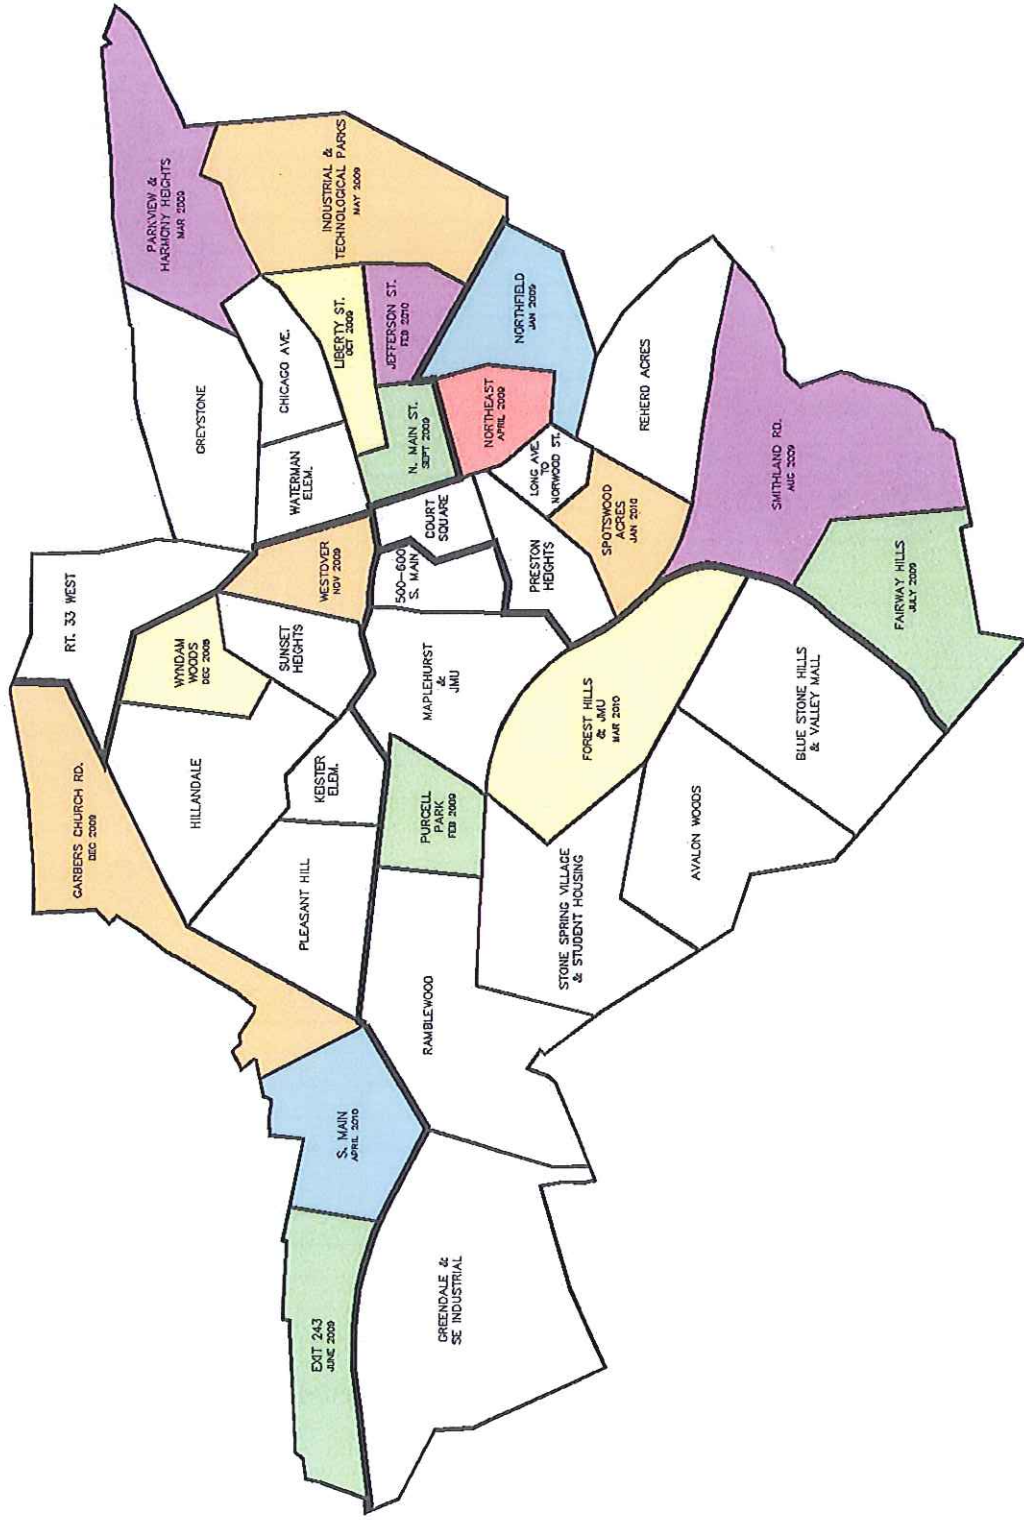 RT. 33 WEST
GARBERS CHURCH RD.
DEC 2009
PARKVIEW &
HARMONY HEIGHTS
MAR 2009
WYNDAM
WOODS
DEC 2008
HILLANDALE
GREYSTONE
SUNSET
HEIGHTS
WATERMAN
ELEM.
CHICAGO AVE.
PLEASANT HILL
KEISTER
ELEM.
WESTOVER
NOV 2009
INDUSTRIAL &
TECHNOLOGICAL PARKS
MAY 2009
EXIT 243
JUNE 2009
S. MAIN
APRIL 2010
LIBERTY ST.
OCT 2009
JEFFERSON ST.
FEB 2010
N. MAIN ST.
SEPT 2009
500-600
S. MAIN
COURT
SQUARE
MAPLEHURST
&
JMU
PURCELL
PARK
FEB 2009
RAMBLEWOOD
GREENDALE &
SE INDUSTRIAL
NORTHEAST
APRIL 2009
NORTHFIELD
JAN 2009
LONG AVE.
TO
NORWOOD ST.
PRESTON
HEIGHTS
STONE SPRING VILLAGE
& STUDENT HOUSING
FOREST HILLS
& JMU
MAR 2010
SPOTSWOOD
ACRES
JAN 2010
REHERD ACRES
AVALON WOODS
SMITHLAND RD.
AUG 2009
BLUE STONE HILLS
& VALLEY MALL
FAIRWAY HILLS
JULY 2009